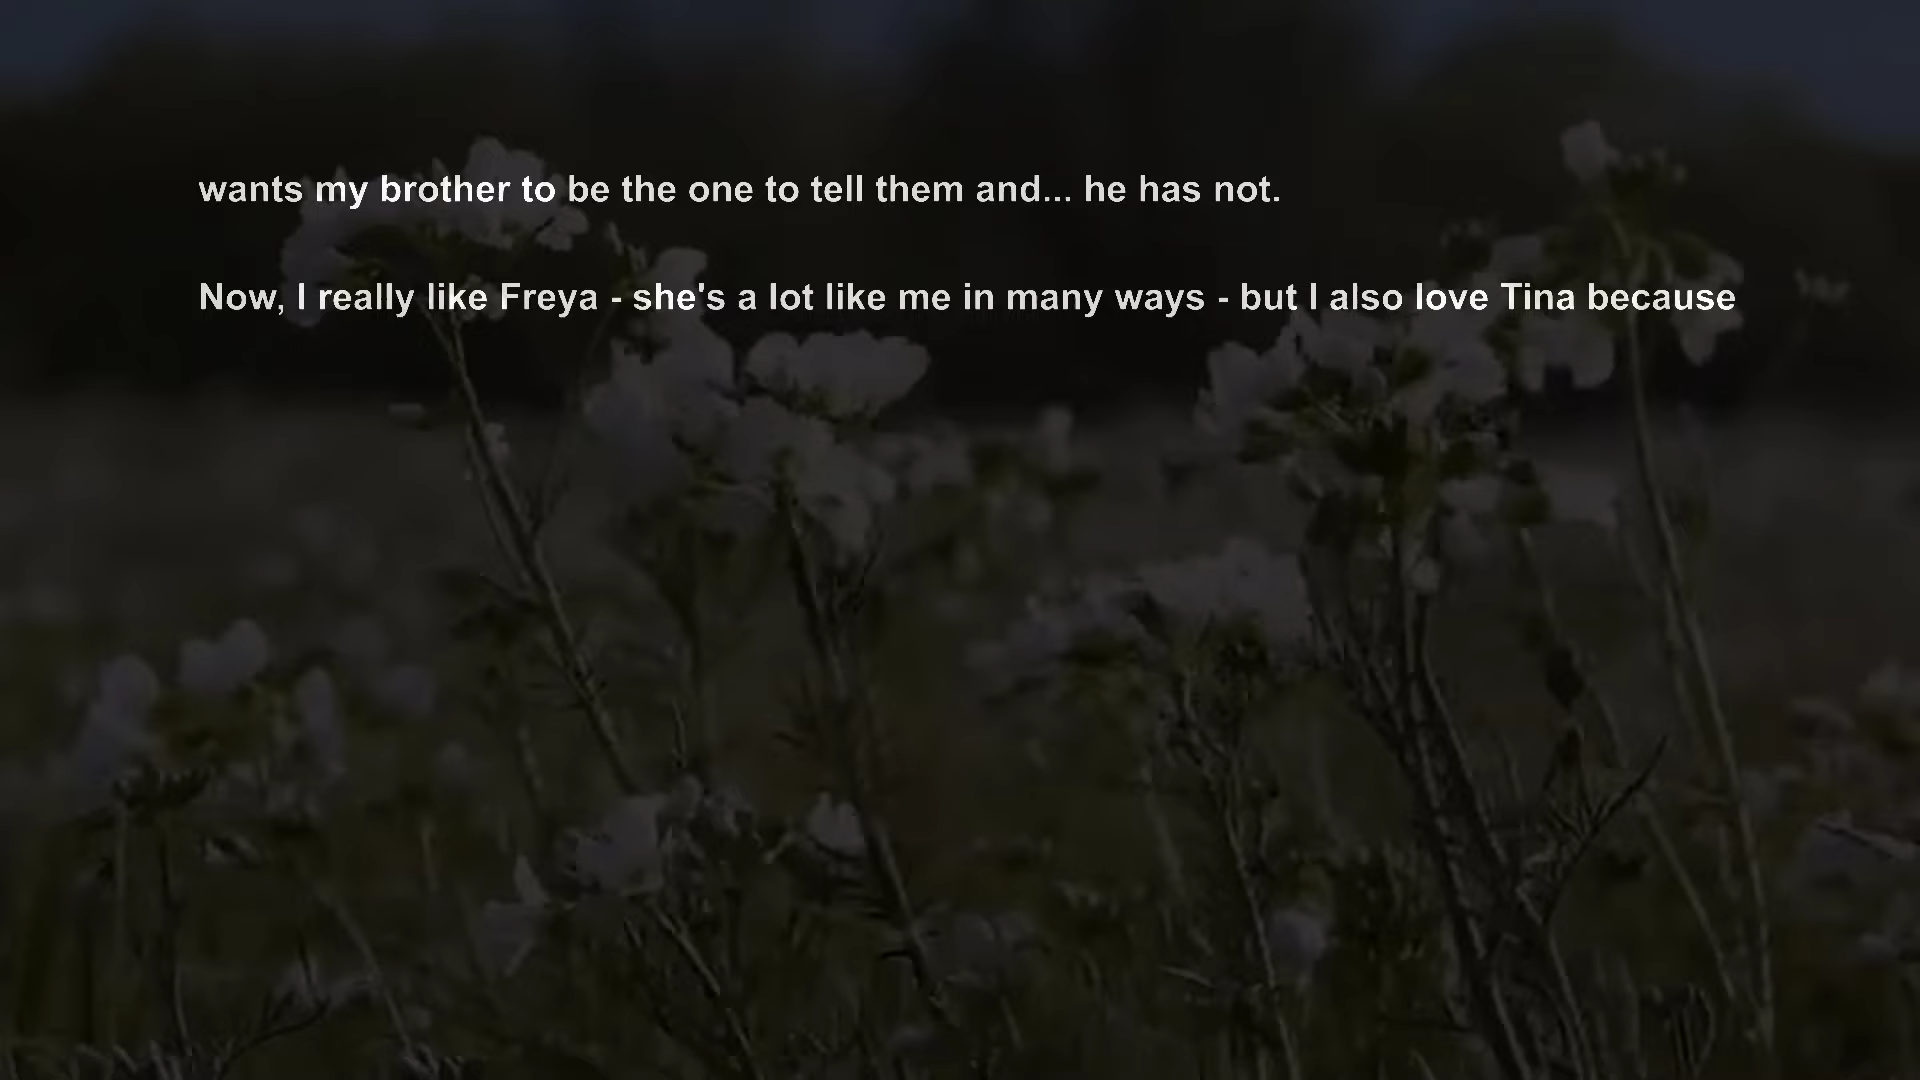 wants my brother to be the one to tell them and... he has not.
Now, I really like Freya - she's a lot like me in many ways - but I also love Tina because